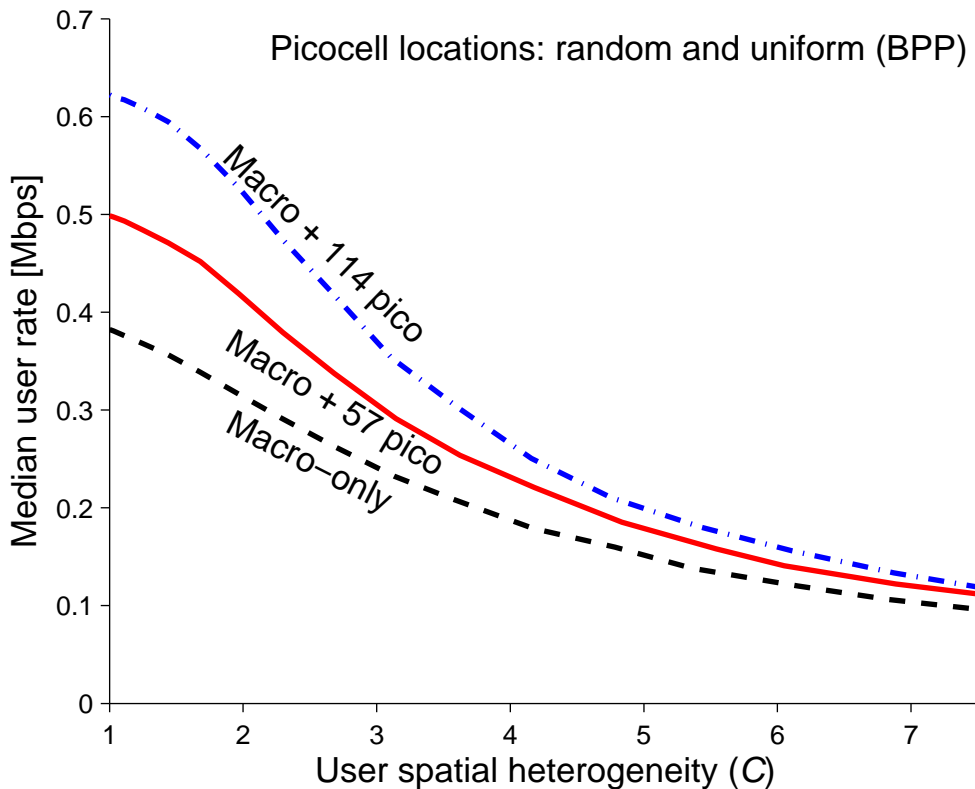 Picocell locations: random and uniform (BPP)
Median user rate [Mbps]
0.7
0.6
0.5
0.4
0.3
0.2
0.1
0
Macro + 114 pico
Macro + 57 pico
Macro–only
1 2 3 4 5 6 7
User spatial heterogeneity (C)